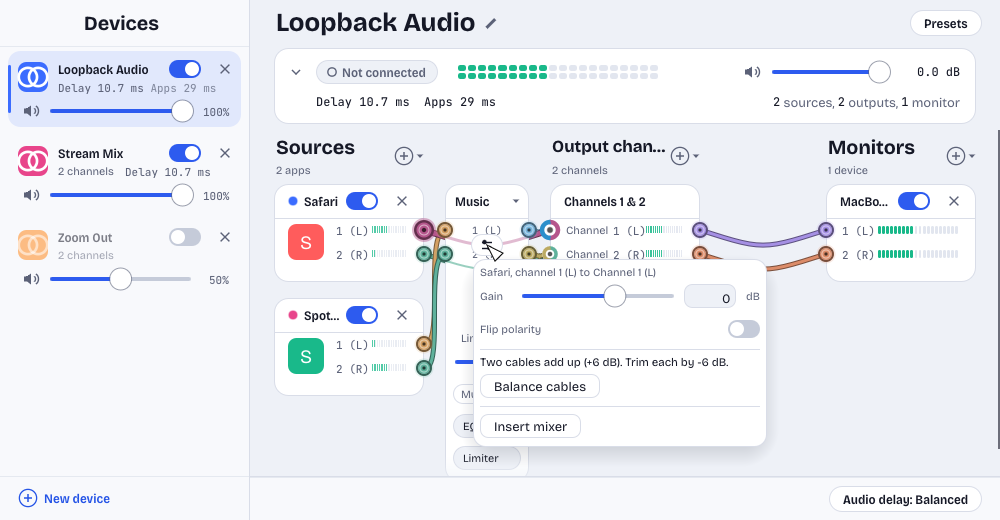 Devices
Loopback Audio
Delay 10.7 ms Apps 29 ms
100%
Stream Mix
2 channels Delay 10.7 ms
100%
Zoom Out
2 channels
50%
New device
Loopback Audio
Presets
Not connected
0.0 dB
Delay 10.7 ms Apps 29 ms
2 sources, 2 outputs, 1 monitor
Sources
2 apps
Output chan...
2 channels
Monitors
1 device
Safari
S
1 (L)
2 (R)
Spot...
S
1 (L)
2 (R)
Music
1 (L)
Limiter
Channels 1 & 2
Channel 1 (L)
Channel 2 (R)
MacBo...
1 (L)
2 (R)
Safari, channel 1 (L) to Channel 1 (L)
Gain
0 dB
Flip polarity
Two cables add up (+6 dB). Trim each by -6 dB.
Balance cables
Insert mixer
Audio delay: Balanced